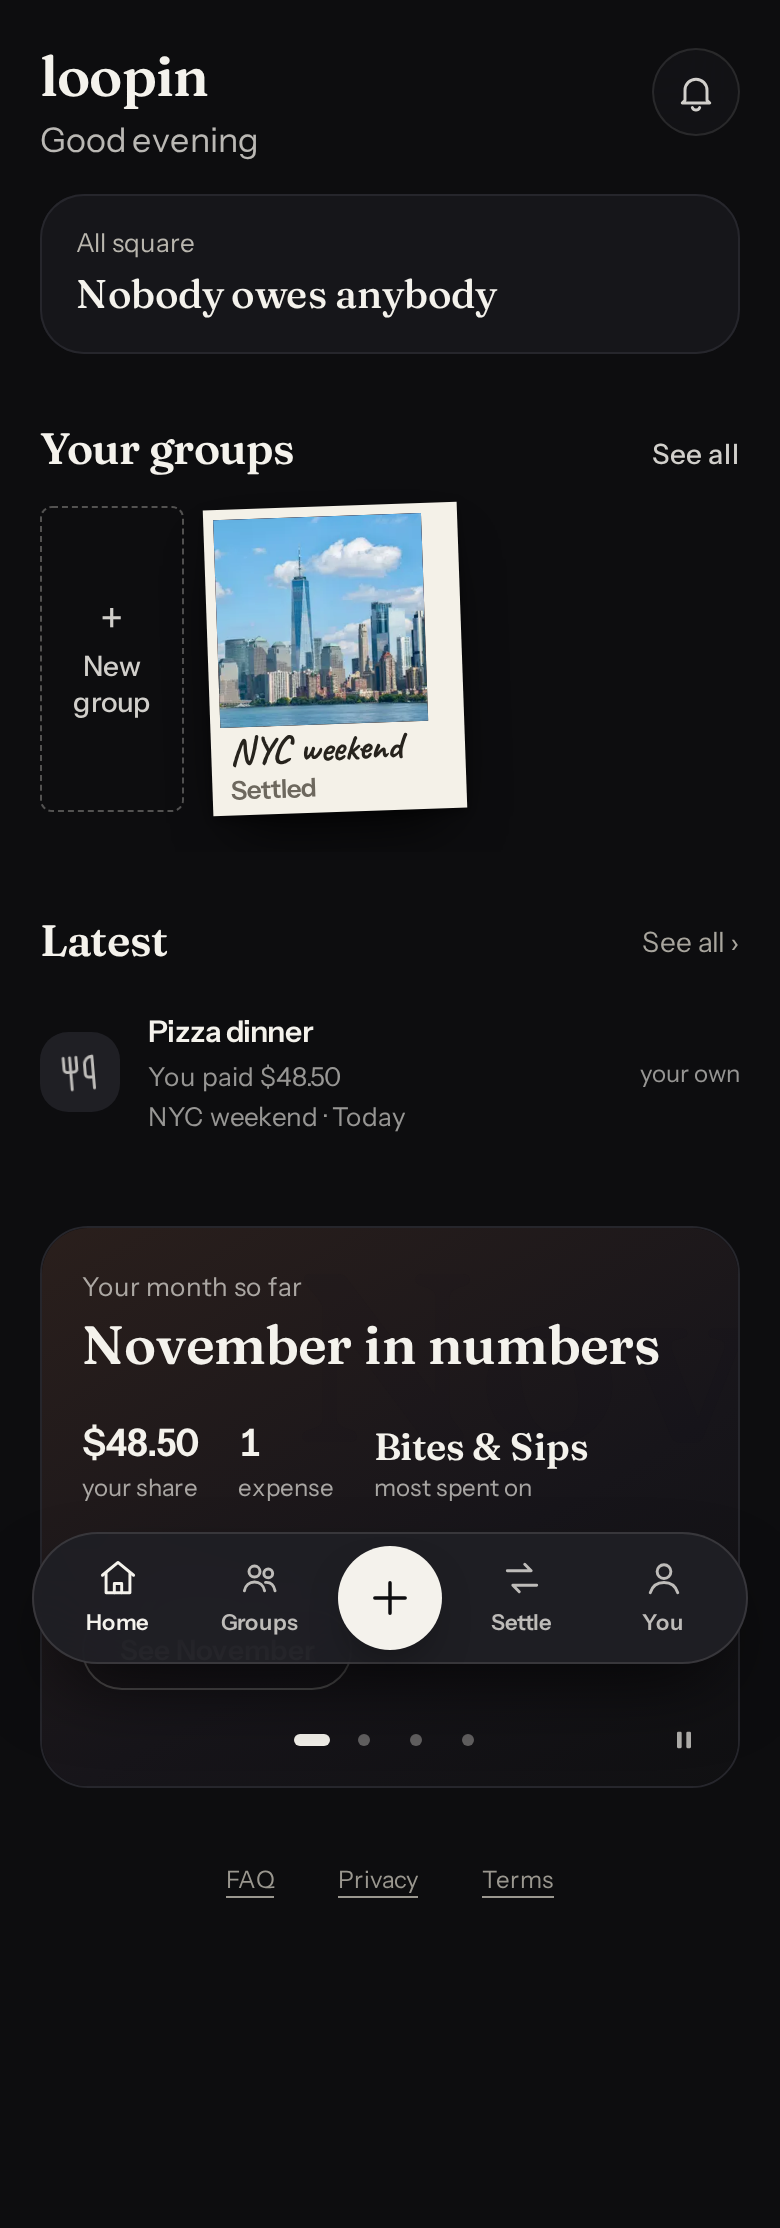 loopin
Good evening
All square
Nobody owes anybody
Your groups
See all
+
New
group
NYC weekend
Settled
Latest
See all ›
Pizza dinner
You paid $48.50
your own
NYC weekend · Today
Your month so far
November in numbers
$48.50
your share
1
expense
Bites & Sips
most spent on
Home
Groups
Settle
You
See November
FAQ
Privacy
Terms